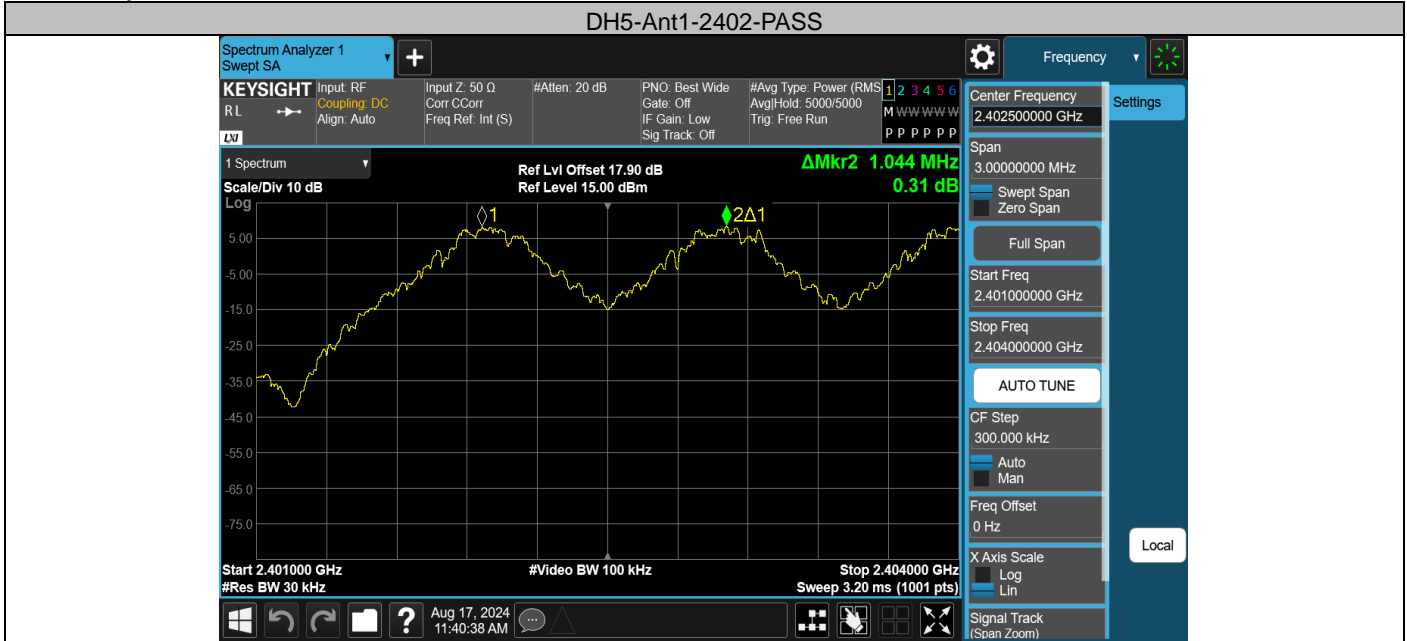 DH5-Ant1-2402-PASS
Spectrum Analyzer 1
Swept SA
+
Frequency
KEYSIGHT
RL
LXI
Input: RF
Coupling: DC
Align: Auto
Input Z: 50 Ω
Corr CCorr
Freq Ref: Int (S)
#Atten: 20 dB
PNO: Best Wide
Gate: Off
IF Gain: Low
Sig Track: Off
#Avg Type: Power (RMS
Avg|Hold: 5000/5000
Trig: Free Run
1 2 3 4 5 6
M W W W W W
P P P P P P
1 Spectrum
Scale/Div 10 dB
Log
Ref Lvl Offset 17.90 dB
Ref Level 15.00 dBm
ΔMkr2 1.044 MHz
0.31 dB
1
2Δ1
5.00
-5.00
-15.0
-25.0
-35.0
-45.0
-55.0
-65.0
-75.0
Start 2.401000 GHz
#Res BW 30 kHz
#Video BW 100 kHz
Stop 2.404000 GHz
Sweep 3.20 ms (1001 pts)
Center Frequency
2.402500000 GHz
Settings
Span
3.00000000 MHz
Swept Span
Zero Span
Full Span
Start Freq
2.401000000 GHz
Stop Freq
2.404000000 GHz
AUTO TUNE
CF Step
300.000 kHz
Auto
Man
Freq Offset
0 Hz
X Axis Scale
Log
Lin
Signal Track
(Span Zoom)
Local
?
Aug 17, 2024
11:40:38 AM